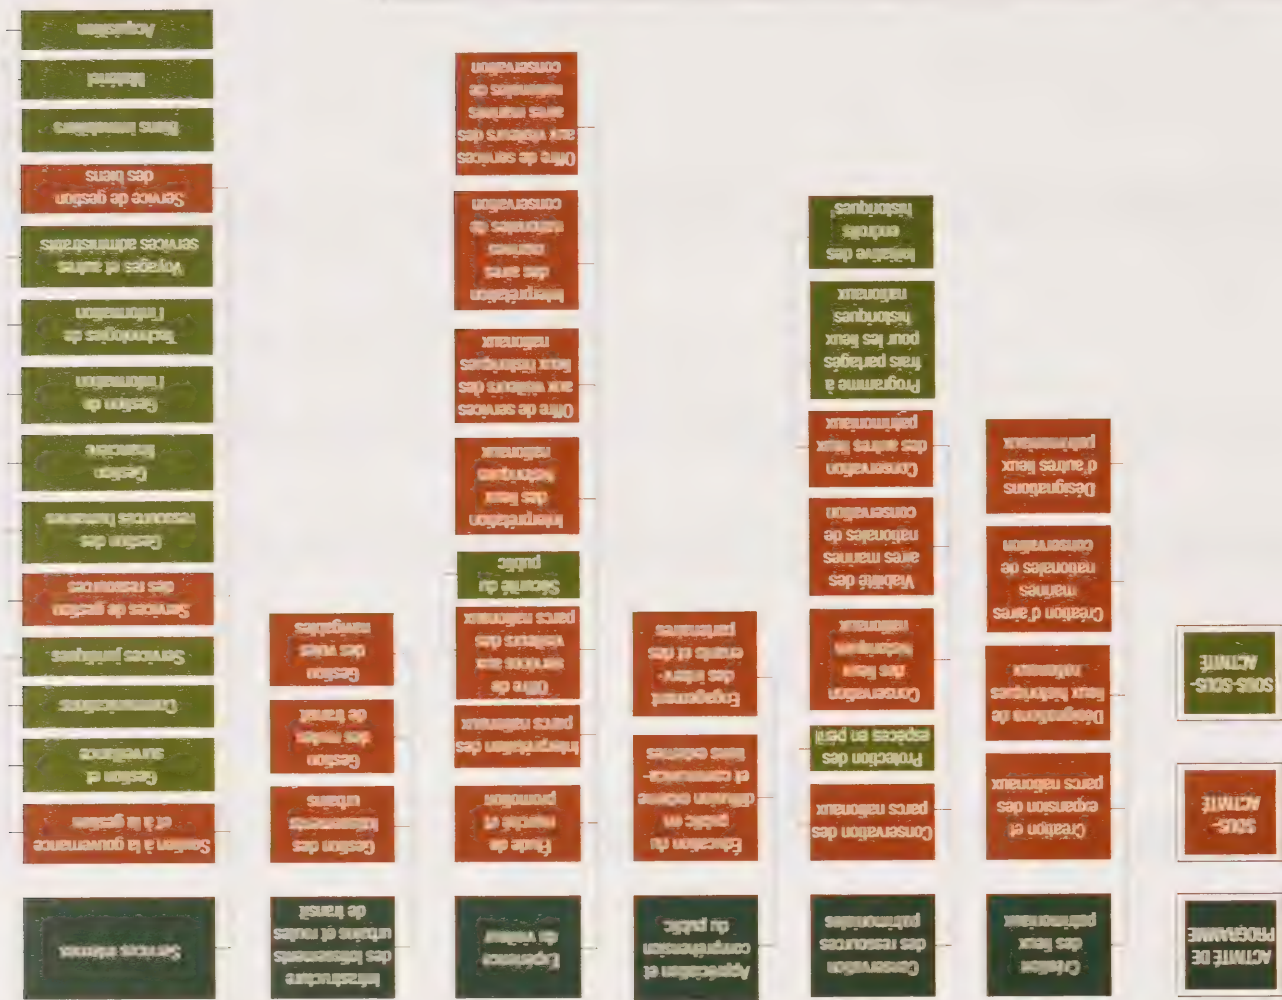 ACTIVITÉ DE
PROGRAMME
SOUS-
ACTIVITÉ
SOUS-SOUS-
ACTIVITÉ
Création
des lieux
patrimoniaux
Création et
expansion des
parcs nationaux
Désignations de
lieux historiques
nationaux
Création d'aires
marines
nationales de
conservation
Désignations
d'autres lieux
patrimoniaux
Conservation
des ressources
patrimoniales
Conservation des
parcs nationaux
Protection des
espèces en péril
Conservation
des lieux
historiques
nationaux
Viabilité des
aires marines
nationales de
conservation
Conservation
des autres lieux
patrimoniaux
Programme à
frais partagés
pour les lieux
historiques
nationaux
Initiative des
endroits
historiques
Appréciation et
compréhension
du public
Éducation du
public en
diffusion externe
et communica-
tions externes
Engagement
des interv-
enants et des
partenaires
Expérience
du visiteur
Étude de
marché et
promotion
Interprétation des
parcs nationaux
Offre de
services aux
visiteurs des
parcs nationaux
Sécurité du
public
Interprétation
des lieux
historiques
nationaux
Offre de services
aux visiteurs des
lieux historiques
nationaux
Interprétation
des aires
marines
nationales de
conservation
Offre de services
aux visiteurs des
aires marines
nationales de
conservation
Infrastructure
des lotissements
urbains et routes
de transit
Gestion des
lotissements
urbains
Gestion
des routes
de transit
Gestion
des voies
navigables
Services internes
Soutien à la gouvernance
et à la gestion
Gestion et
surveillance
Communications
Services juridiques
Services de gestion
des ressources
Gestion des
ressources humaines
Gestion
financière
Gestion de
l'information
Technologies de
l'information
Voyages et autres
services administratifs
Service de gestion
des biens
Biens immobiliers
Matériel
Acquisition